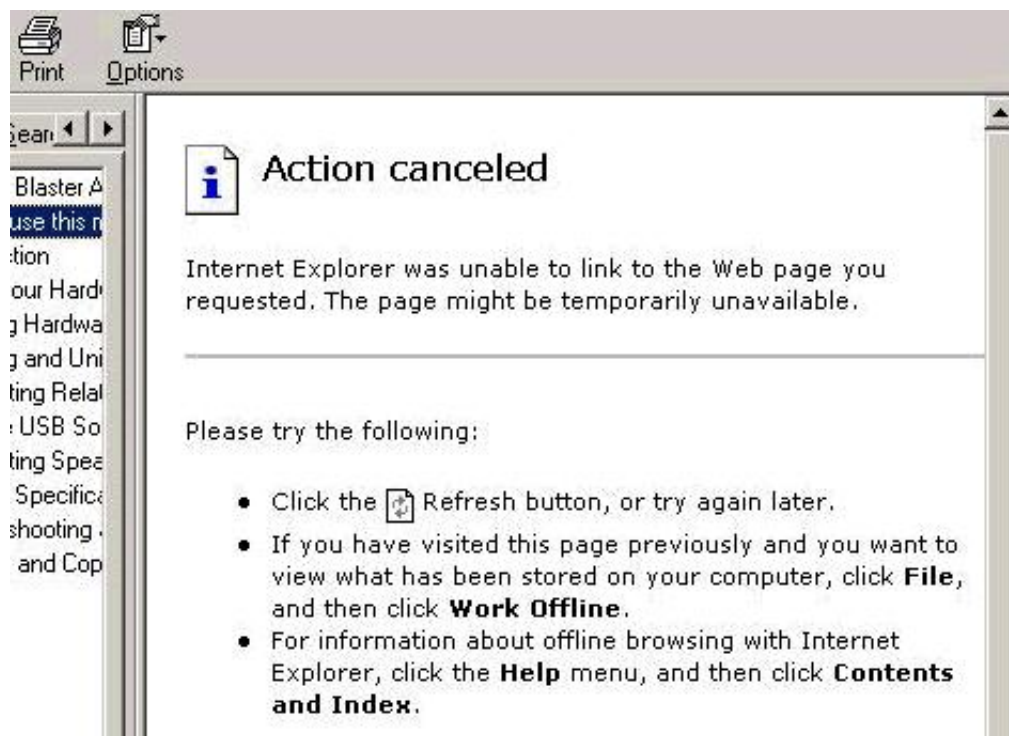 Print Options
Sear
Blaster A
use this n
tion
our Hard
g Hardwa
g and Uni
ting Relat
USB So
ting Spea
Specifica
shooting
and Cop
Action canceled
Internet Explorer was unable to link to the Web page you
requested. The page might be temporarily unavailable.
Please try the following:
• Click the Refresh button, or try again later.
• If you have visited this page previously and you want to
view what has been stored on your computer, click File,
and then click Work Offline.
• For information about offline browsing with Internet
Explorer, click the Help menu, and then click Contents
and Index.